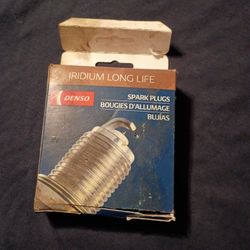 IRIDIUM LONG LIFE
DENSO
SPARK PLUGS
BOUGIES D'ALLUMAGE
BUJÍAS